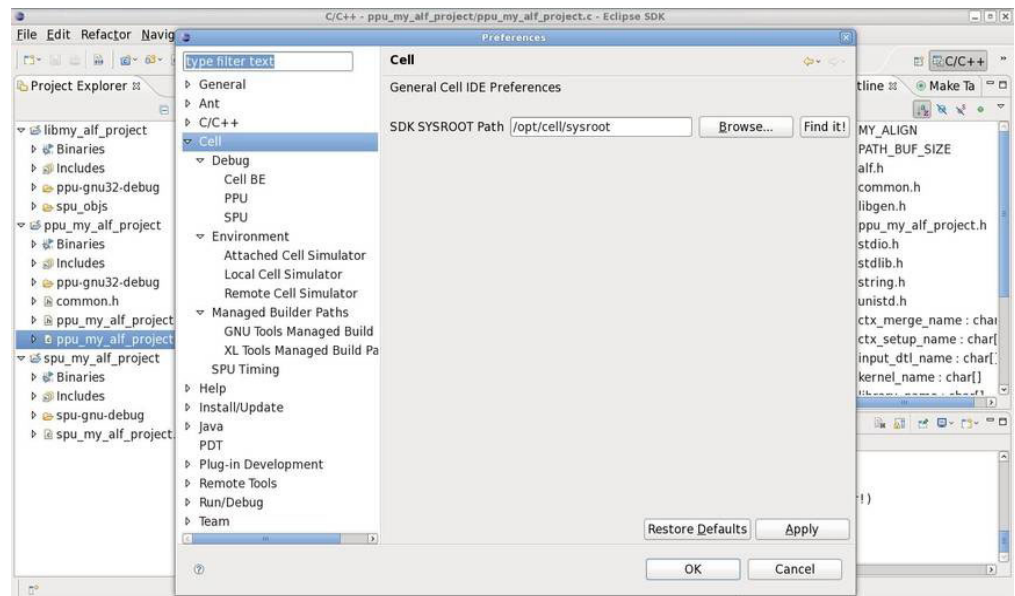 C/C++ - ppu_my_alf_project/ppu_my_alf_project.c - Eclipse SDK
File Edit Refactor Navig
C/C++
Project Explorer
libmy_alf_project
Binaries
Includes
ppu-gnu32-debug
spu_objs
ppu_my_alf_project
Binaries
Includes
ppu-gnu32-debug
common.h
ppu_my_alf_project
ppu_my_alf_project
spu_my_alf_project
Binaries
Includes
spu-gnu-debug
spu_my_alf_project.
Preferences
type filter text
General
Ant
C/C++
Cell
Debug
Cell BE
PPU
SPU
Environment
Attached Cell Simulator
Local Cell Simulator
Remote Cell Simulator
Managed Builder Paths
GNU Tools Managed Build
XL Tools Managed Build Pa
SPU Timing
Help
Install/Update
Java
PDT
Plug-in Development
Remote Tools
Run/Debug
Team
Cell
General Cell IDE Preferences
SDK SYSROOT Path /opt/cell/sysroot Browse... Find it!
Restore Defaults Apply
OK Cancel
tline Make Ta
MY_ALIGN
PATH_BUF_SIZE
alf.h
common.h
libgen.h
ppu_my_alf_project.h
stdio.h
stdlib.h
string.h
unistd.h
ctx_merge_name : char
ctx_setup_name : char[
input_dtl_name : char[
kernel_name : char[]
!)